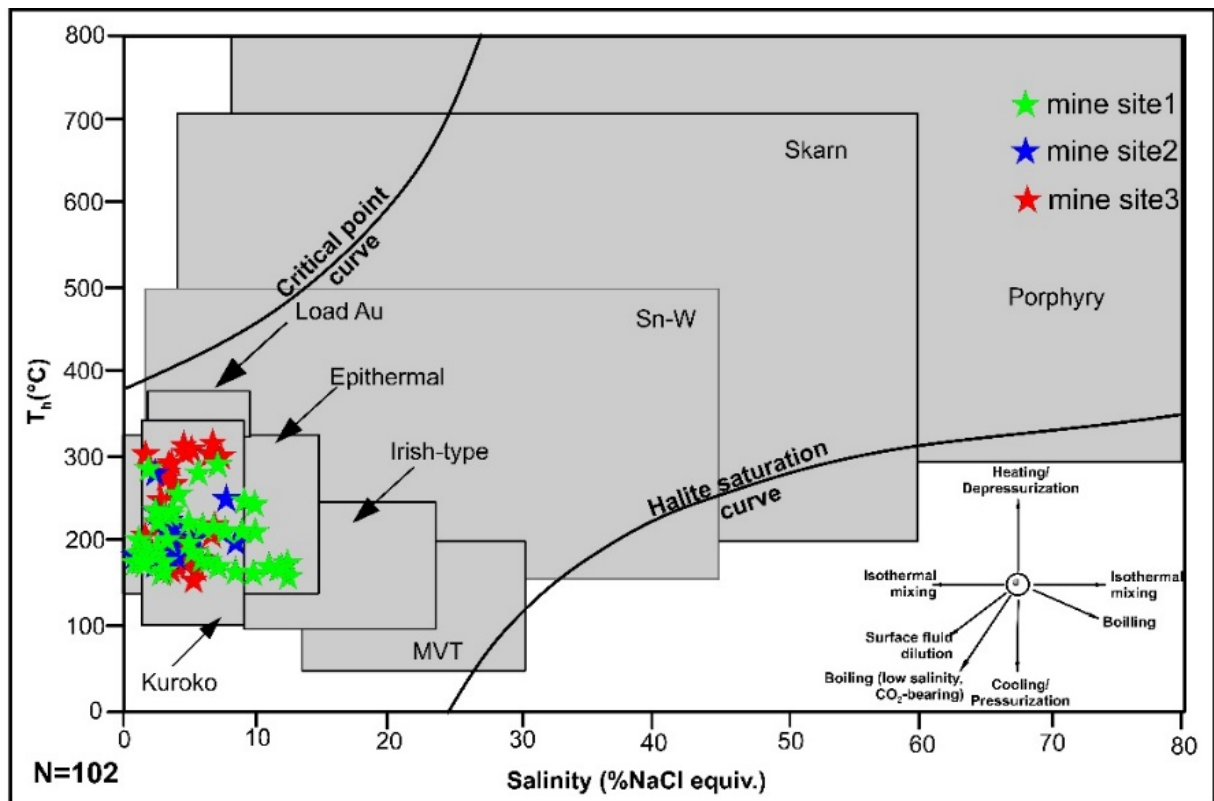 800
700
600
500
400
300
200
100
0
Th(°C)
mine site1
mine site2
mine site3
Skarn
Porphyry
Sn-W
Critical point
curve
Load Au
Epithermal
Irish-type
Halite saturation
curve
MVT
Kuroko
Heating/
Depressurization
Isothermal
mixing
Isothermal
mixing
Boilling
Surface fluid
dilution
Boiling (low salinity,
CO₂-bearing)
Cooling/
Pressurization
0 10 20 30 40 50 60 70 80
N=102
Salinity (%NaCl equiv.)